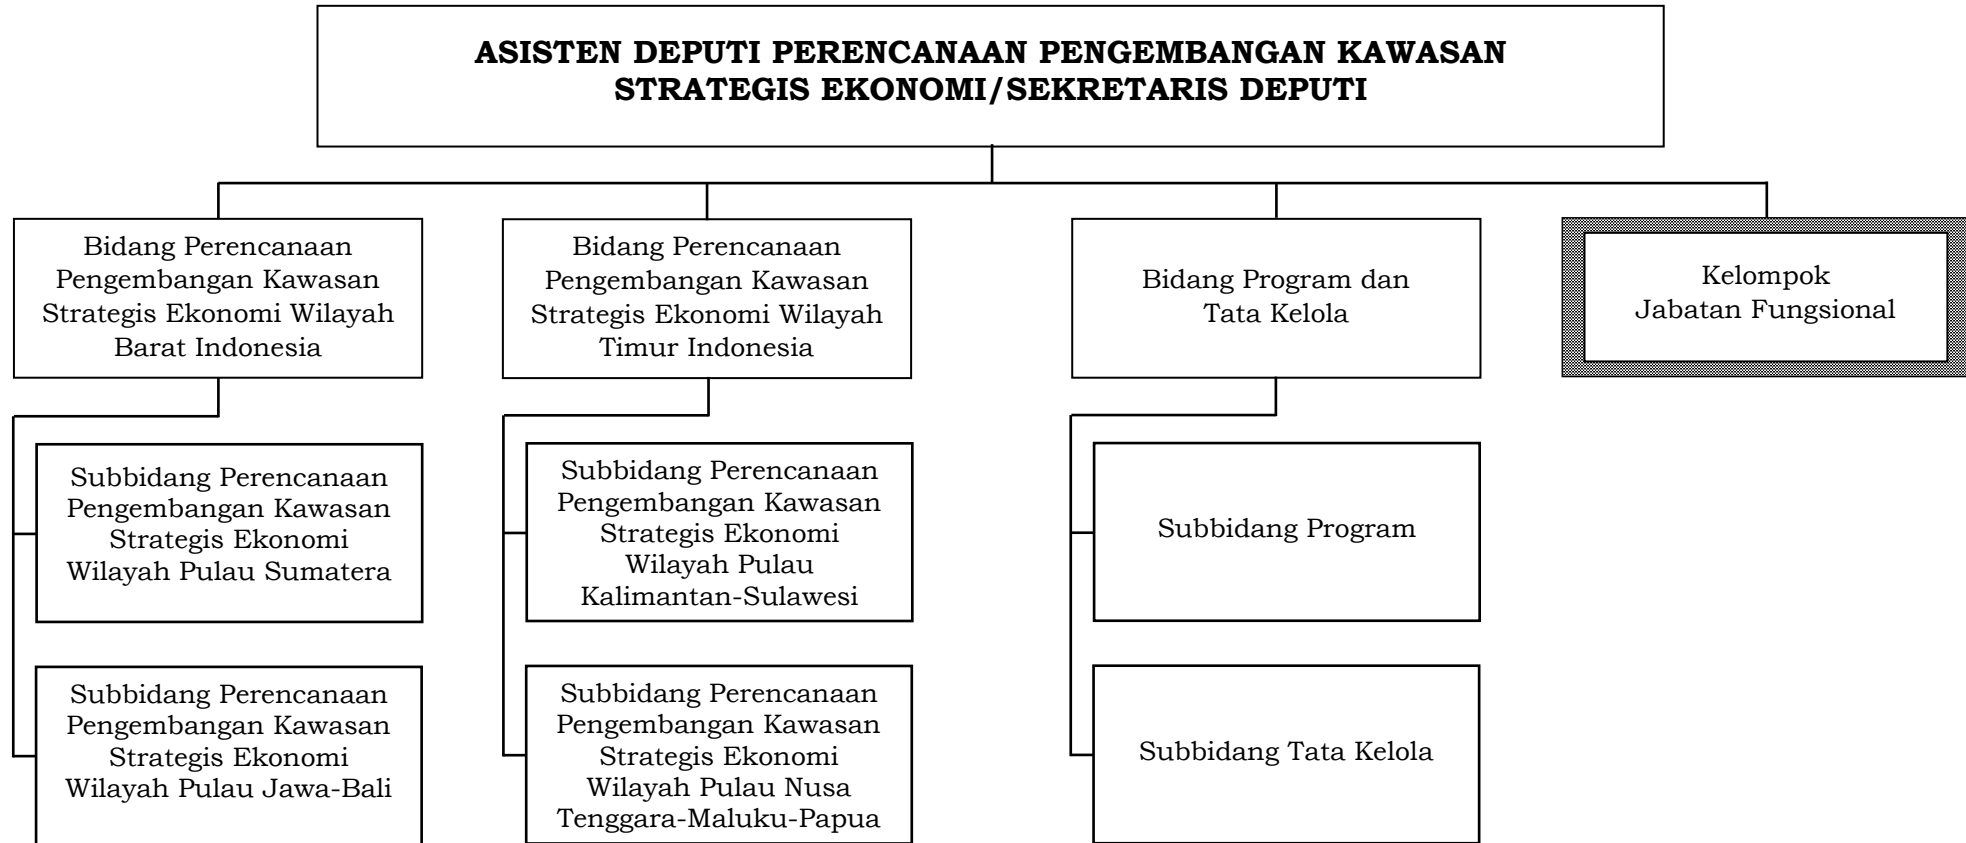 ASISTEN DEPUTI PERENCANAAN PENGEMBANGAN KAWASAN
STRATEGIS EKONOMI/SEKRETARIS DEPUTI
Bidang Perencanaan
Pengembangan Kawasan
Strategis Ekonomi Wilayah
Barat Indonesia
Bidang Perencanaan
Pengembangan Kawasan
Strategis Ekonomi Wilayah
Timur Indonesia
Bidang Program dan
Tata Kelola
Kelompok
Jabatan Fungsional
Subbidang Perencanaan
Pengembangan Kawasan
Strategis Ekonomi
Wilayah Pulau Sumatera
Subbidang Perencanaan
Pengembangan Kawasan
Strategis Ekonomi
Wilayah Pulau
Kalimantan-Sulawesi
Subbidang Program
Subbidang Perencanaan
Pengembangan Kawasan
Strategis Ekonomi
Wilayah Pulau Jawa-Bali
Subbidang Perencanaan
Pengembangan Kawasan
Strategis Ekonomi
Wilayah Pulau Nusa
Tenggara-Maluku-Papua
Subbidang Tata Kelola